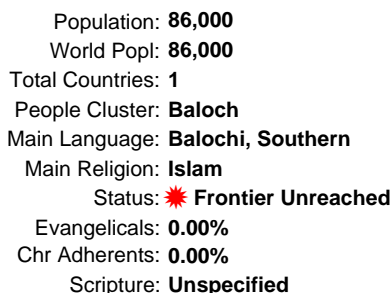 Population: 86,000
World Popl: 86,000
Total Countries: 1
People Cluster: Baloch
Main Language: Balochi, Southern
Main Religion: Islam
Status: Frontier Unreached
Evangelicals: 0.00%
Chr Adherents: 0.00%
Scripture: Unspecified